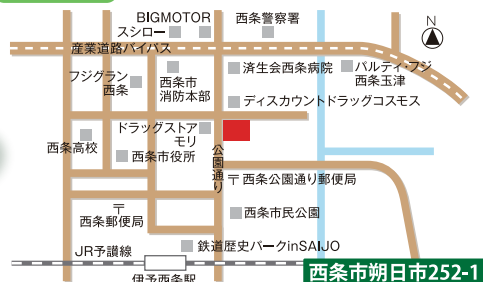 BIGMOTOR
スシロー
西条警察署
N
産業道路バイパス
フジグラン
西条
西条市
消防本部
済生会西条病院
パルティ・フジ
西条玉津
ディスカウントドラッグコスモス
ドラッグストア
モリ
西条高校
西条市役所
公園通り
〒西条公園通り郵便局
〒
西条郵便局
西条市民公園
鉄道歴史パークinSAIJO
JR予讃線
伊予西条駅
西条市朔日市252-1